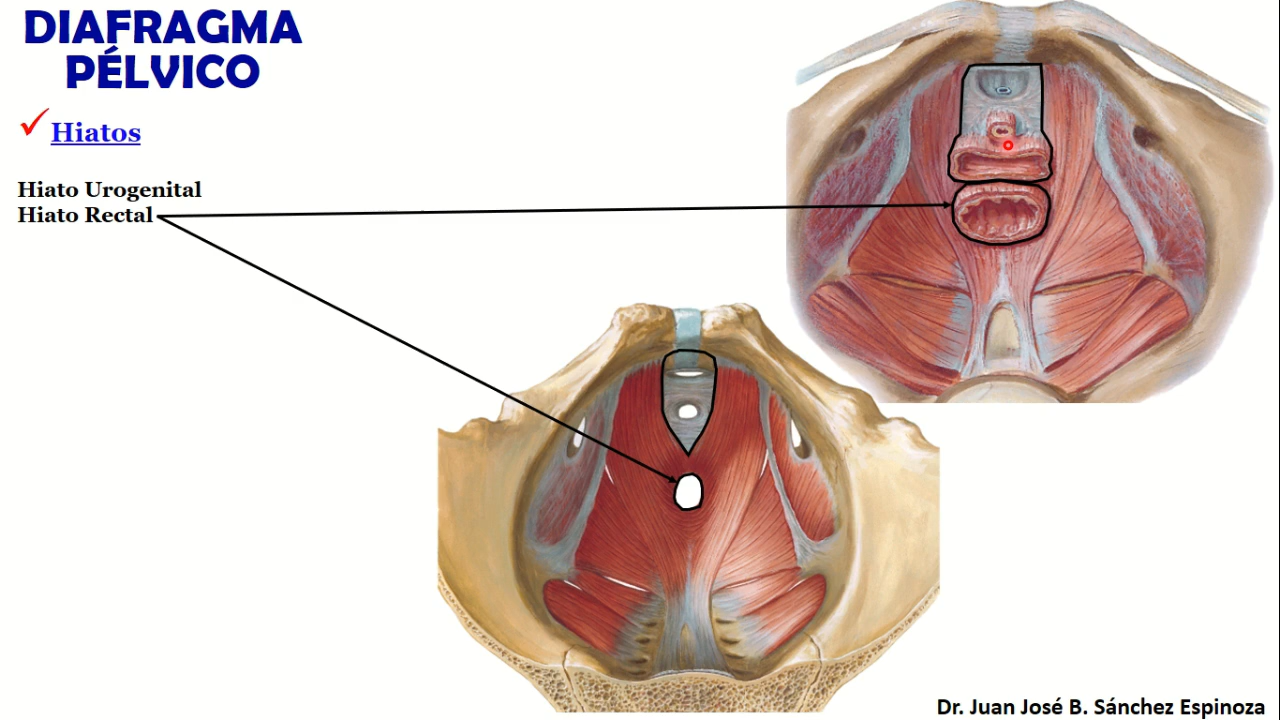 DIAFRAGMA
PÉLVICO
Hiatos
Hiato Urogenital
Hiato Rectal
Dr. Juan José B. Sánchez Espinoza